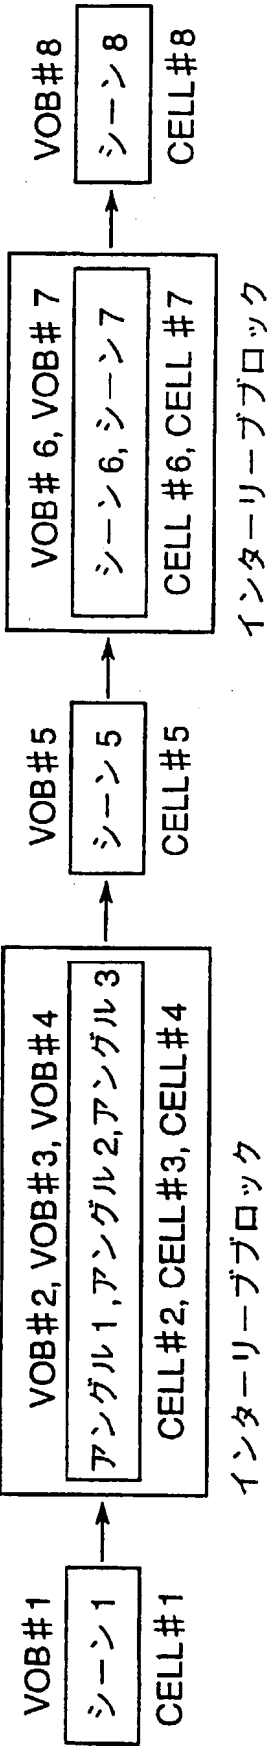 VOB#1
シーン1
CELL#1
VOB#2, VOB#3, VOB#4
アングル1,アングル2,アングル3
CELL#2, CELL#3, CELL#4
インターリーブブロック
VOB#5
シーン5
CELL#5
VOB# 6, VOB# 7
シーン6,シーン7
CELL #6, CELL #7
インターリーブブロック
VOB#8
シーン8
CELL#8